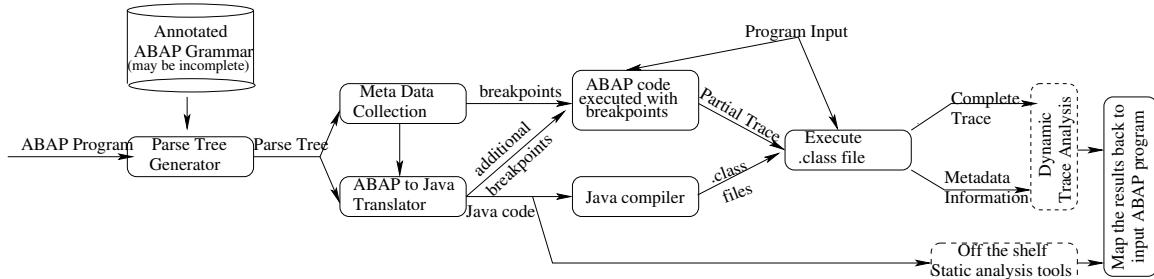 Annotated
ABAP Grammar
(may be incomplete)
ABAP Program
Parse Tree
Generator
Parse Tree
Meta Data
Collection
breakpoints
additional
breakpoints
ABAP to Java
Translator
Java code
Program Input
ABAP code
executed with
breakpoints
Partial Trace
Java compiler
.class
files
Execute
.class file
Complete
Trace
Metadata
Information
Dynamic
Trace Analysis
Off the shelf
Static analysis tools
Map the results back to
input ABAP program